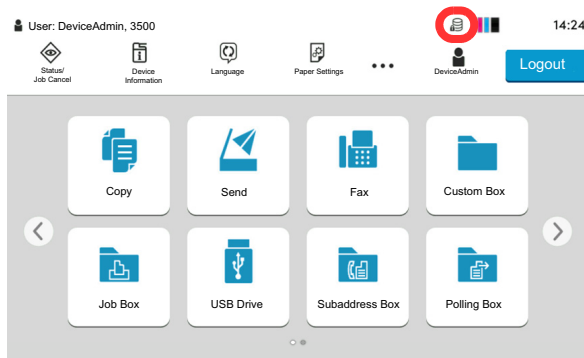 User: DeviceAdmin, 3500
14:24
Status/
Job Cancel
Device
Information
Language
Paper Settings
DeviceAdmin
Logout
Copy
Send
Fax
Custom Box
Job Box
USB Drive
Subaddress Box
Polling Box